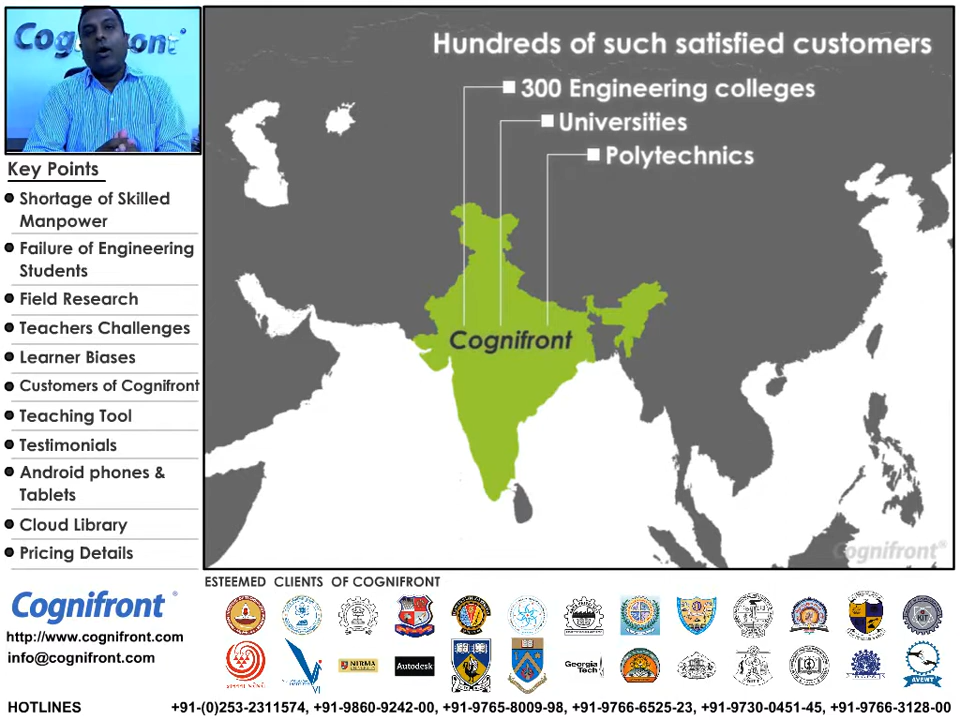 Cognifront
Hundreds of such satisfied customers
300 Engineering colleges
Universities
Polytechnics
Cognifront
Cognifront®
Key Points
Shortage of Skilled
Manpower
Failure of Engineering
Students
Field Research
Teachers Challenges
Learner Biases
Customers of Cognifront
Teaching Tool
Testimonials
Android phones &
Tablets
Cloud Library
Pricing Details
Cognifront
http://www.cognifront.com
info@cognifront.com
ESTEEMED CLIENTS OF COGNIFRONT
KIT
VI
NIRMA
Autodesk
Georgia
Tech
AVENT
HOTLINES +91-(0)253-2311574, +91-9860-9242-00, +91-9765-8009-98, +91-9766-6525-23, +91-9730-0451-45, +91-9766-3128-00